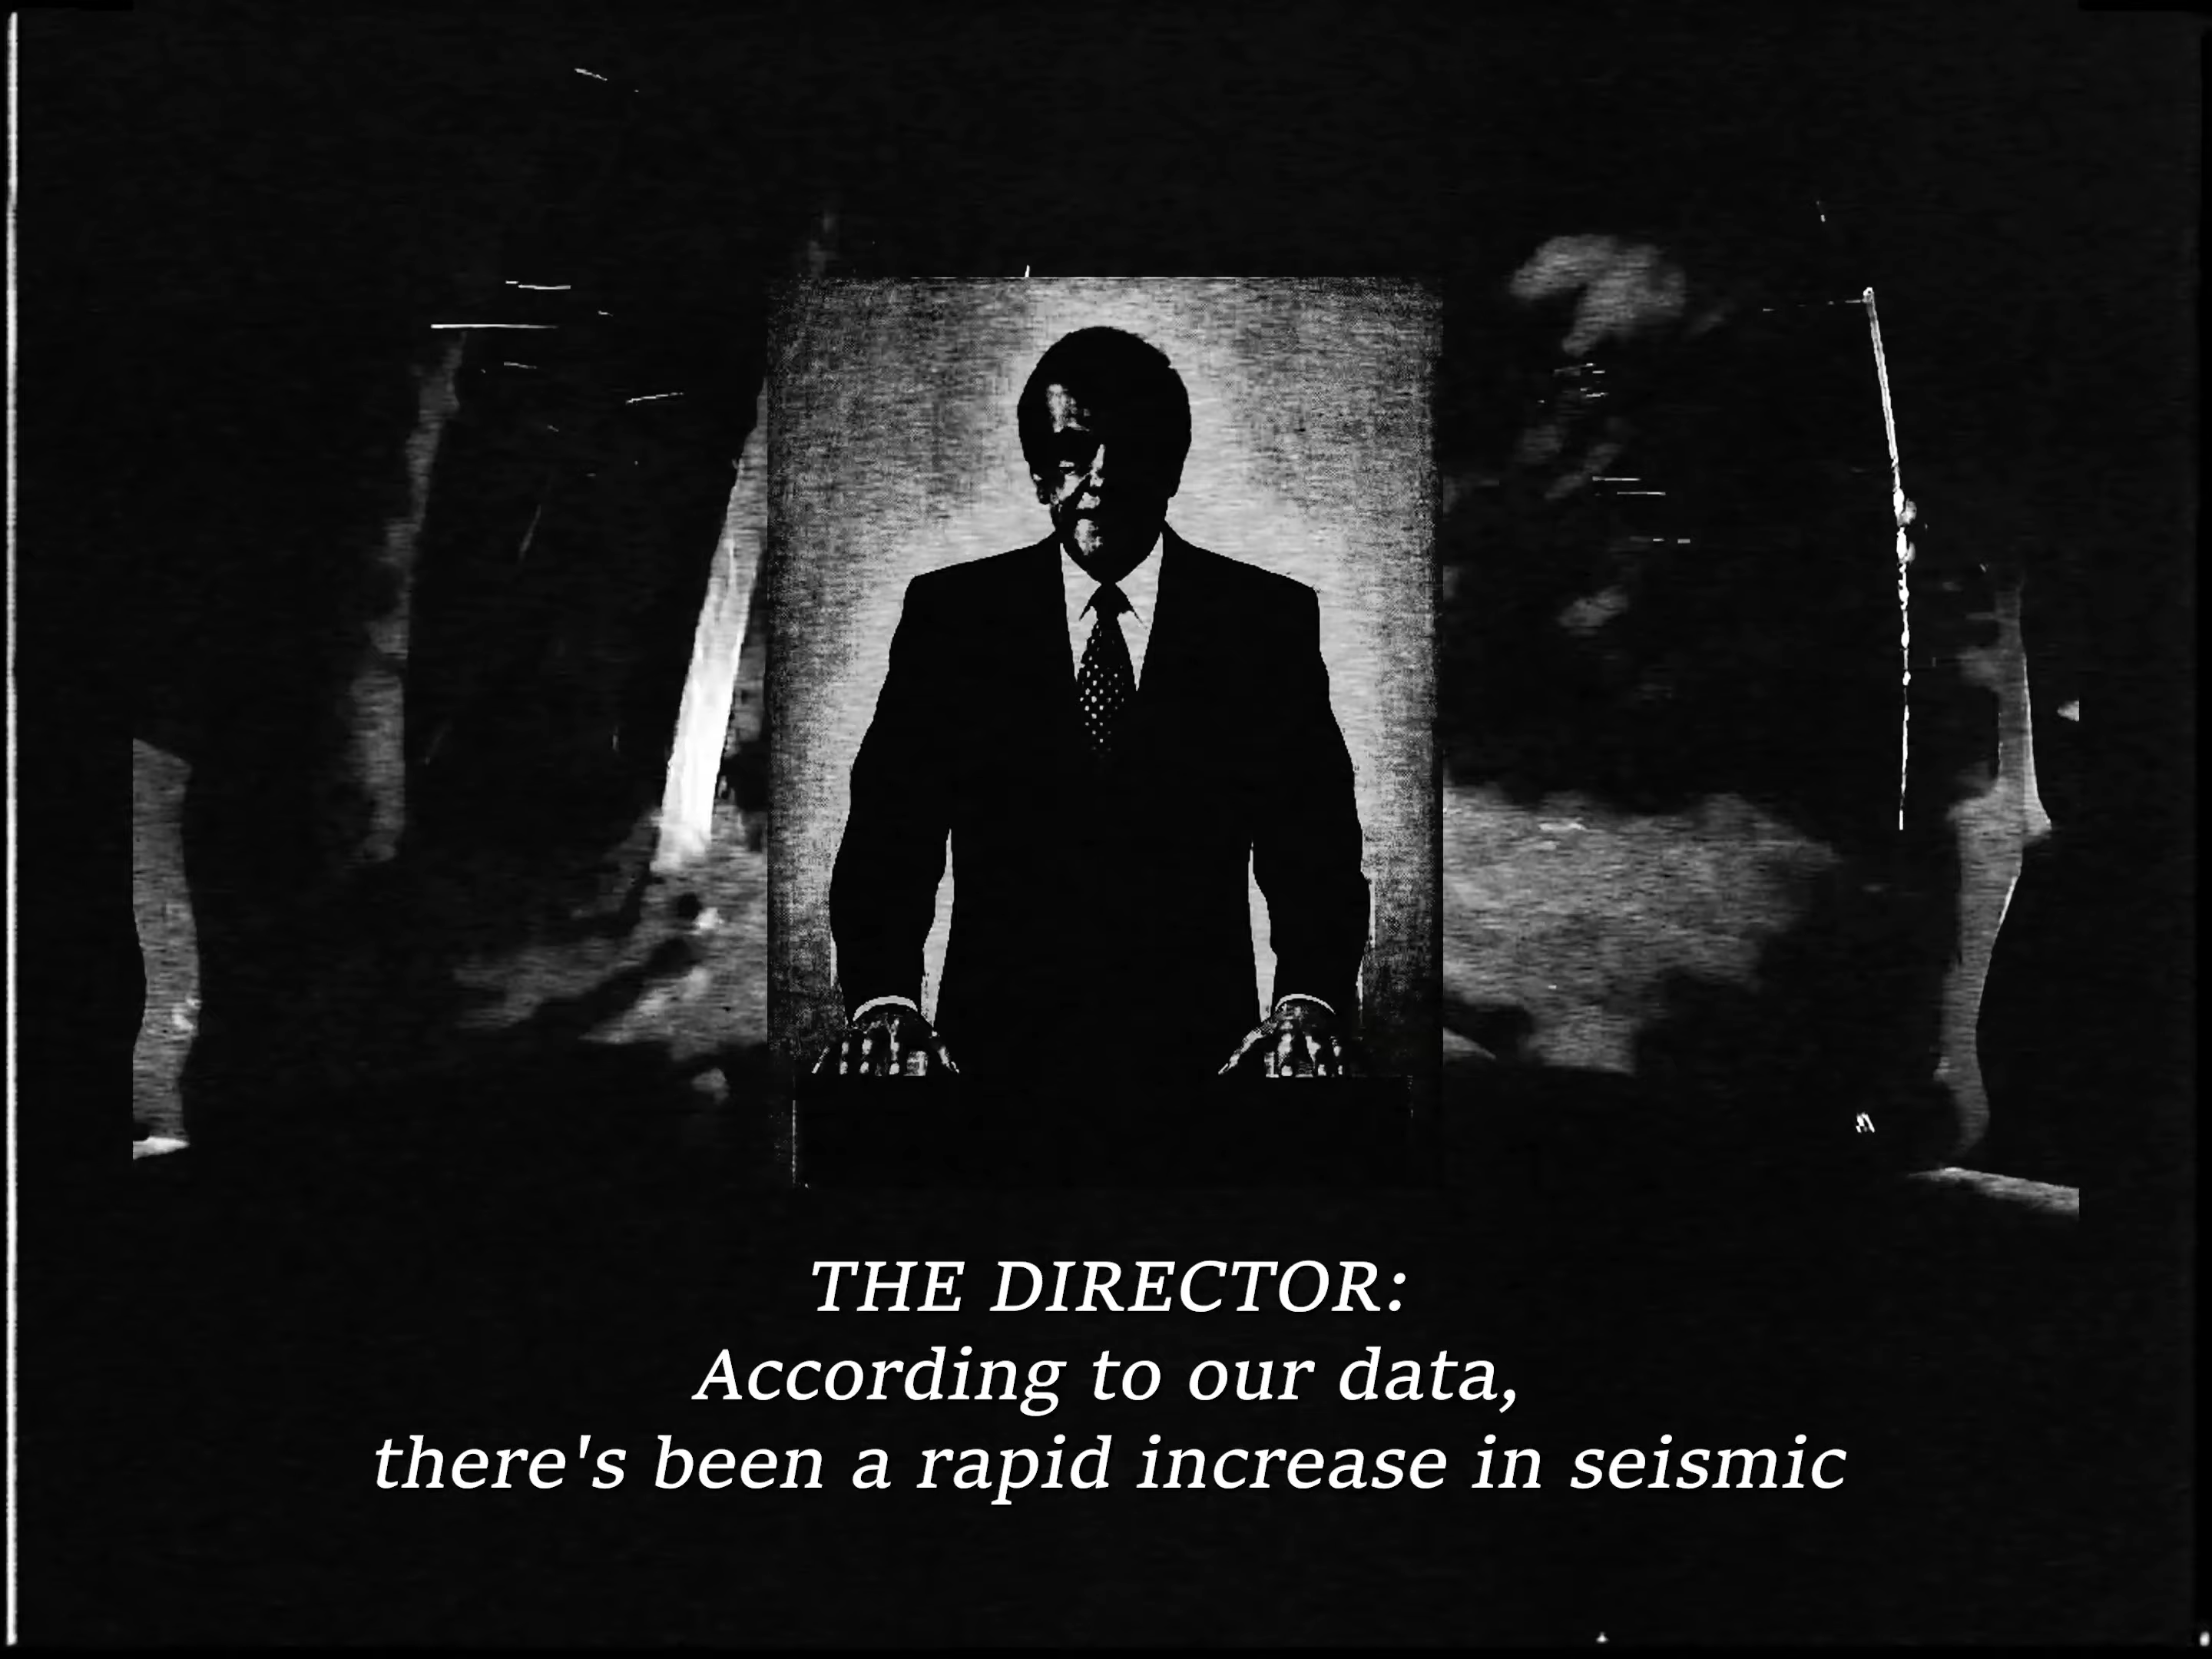 THE DIRECTOR:
According to our data,
there's been a rapid increase in seismic